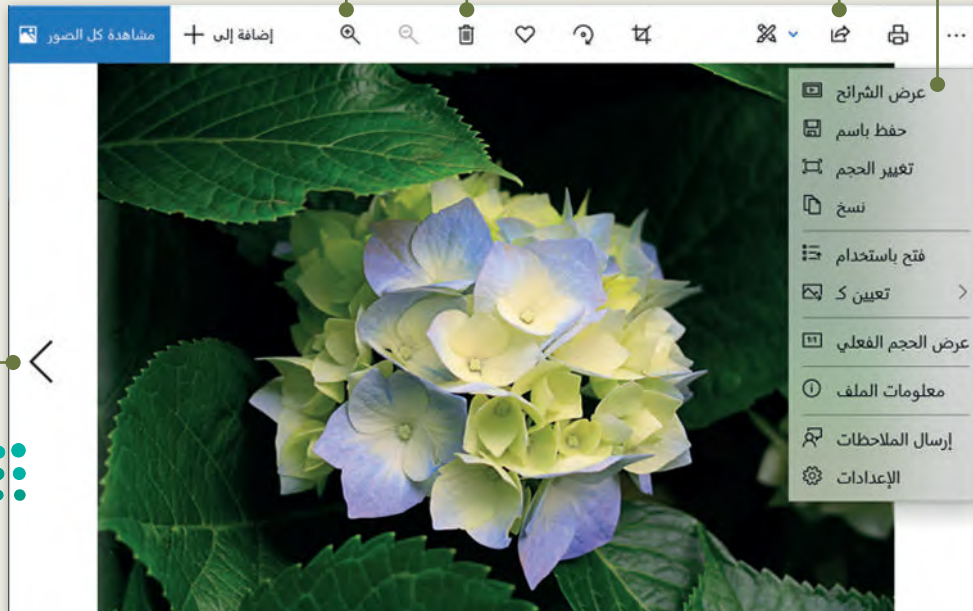 مشاهدة كل الصور
إضافة إلى
عرض الشرائح
حفظ باسم
تغيير الحجم
نسخ
فتح باستخدام
تعيين كـ
عرض الحجم الفعلي
معلومات الملف
إرسال الملاحظات
الإعدادات